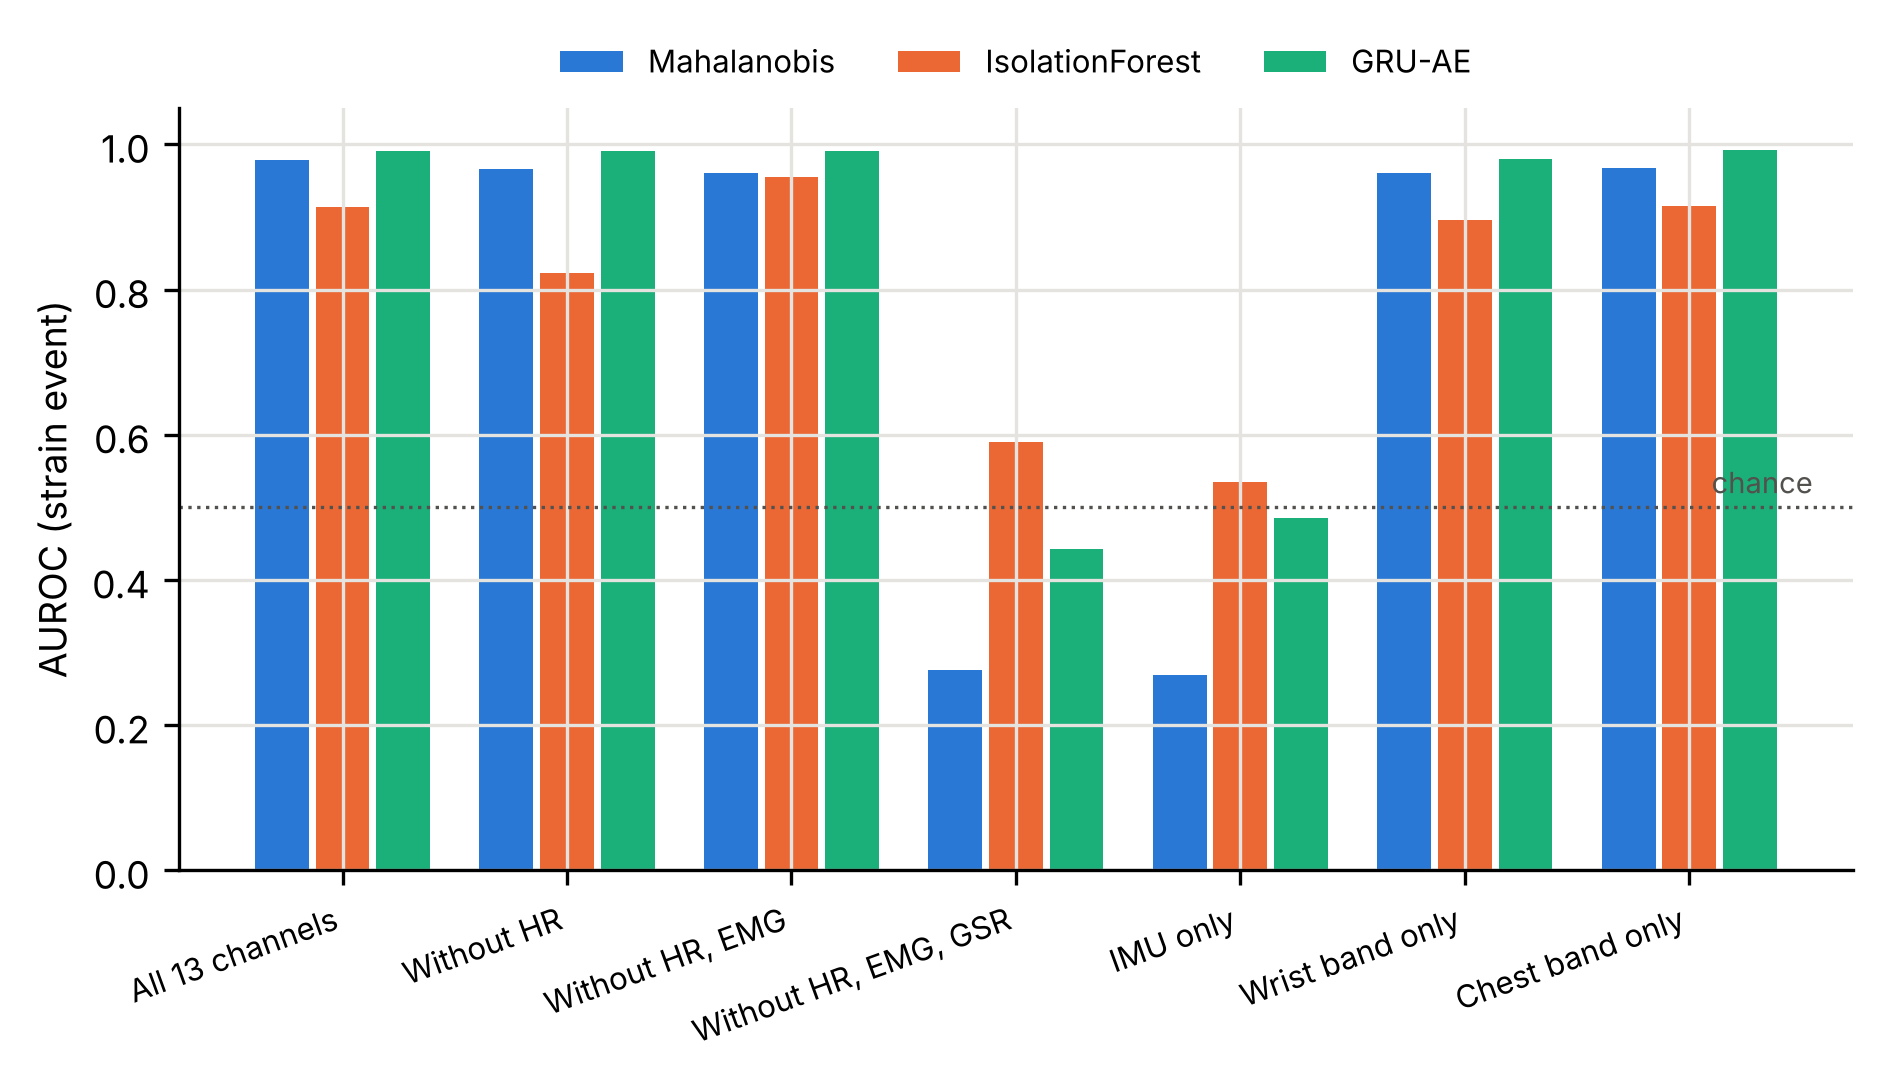 Mahalanobis
IsolationForest
GRU-AE
AUROC (strain event)
1.0
0.8
0.6
0.4
0.2
0.0
chance
All 13 channels
Without HR
Without HR, EMG
Without HR, EMG, GSR
IMU only
Wrist band only
Chest band only